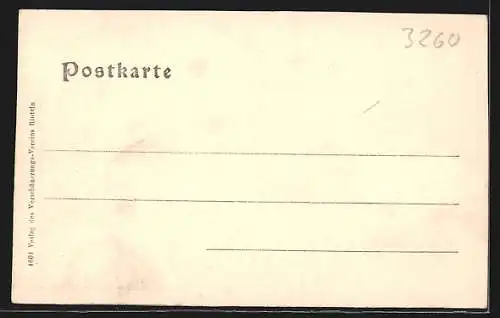 3260
Postkarte
1601 Verlag des Verschönerungs-Vereins Rinteln